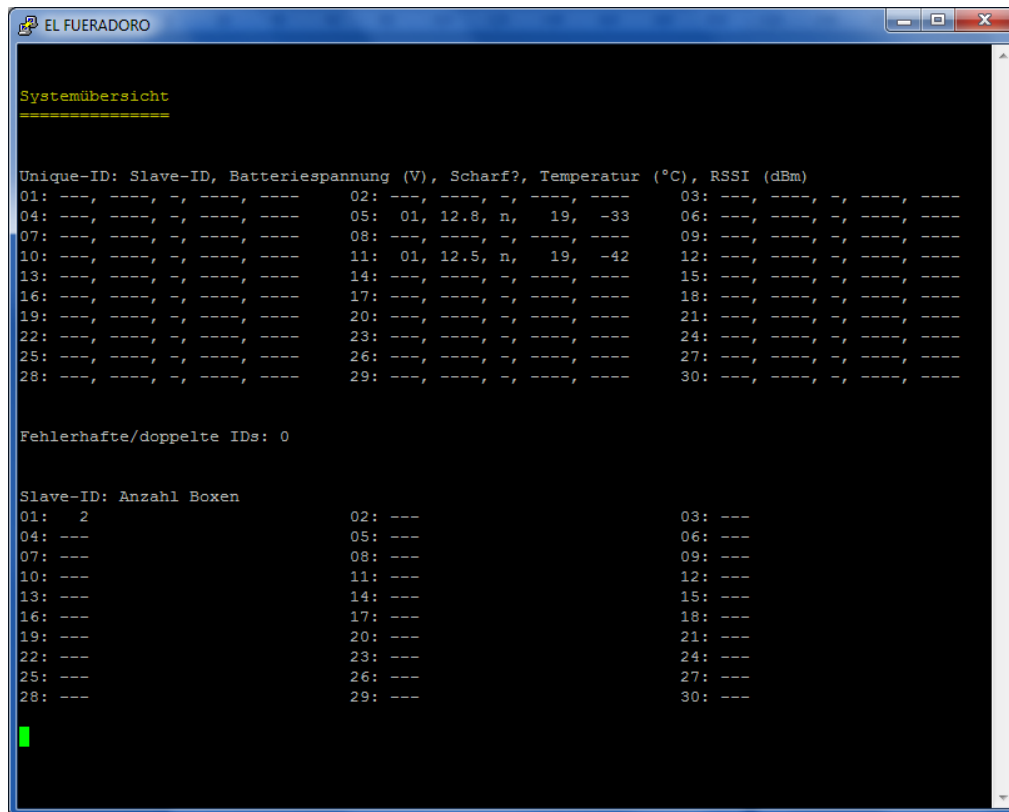 EL FUERADORO
Systemübersicht
===============
Unique-ID: Slave-ID, Batteriespannung (V), Scharf?, Temperatur (°C), RSSI (dBm)
01: ---, ----, -, ----, ----     02: ---, ----, -, ----, ----     03: ---, ----, -, ----, ----
04: ---, ----, -, ----, ----     05:  01, 12.8, n,   19,  -33     06: ---, ----, -, ----, ----
07: ---, ----, -, ----, ----     08: ---, ----, -, ----, ----     09: ---, ----, -, ----, ----
10: ---, ----, -, ----, ----     11:  01, 12.5, n,   19,  -42     12: ---, ----, -, ----, ----
13: ---, ----, -, ----, ----     14: ---, ----, -, ----, ----     15: ---, ----, -, ----, ----
16: ---, ----, -, ----, ----     17: ---, ----, -, ----, ----     18: ---, ----, -, ----, ----
19: ---, ----, -, ----, ----     20: ---, ----, -, ----, ----     21: ---, ----, -, ----, ----
22: ---, ----, -, ----, ----     23: ---, ----, -, ----, ----     24: ---, ----, -, ----, ----
25: ---, ----, -, ----, ----     26: ---, ----, -, ----, ----     27: ---, ----, -, ----, ----
28: ---, ----, -, ----, ----     29: ---, ----, -, ----, ----     30: ---, ----, -, ----, ----
Fehlerhafte/doppelte IDs: 0
Slave-ID: Anzahl Boxen
01:   2                          02: ---                          03: ---
04: ---                          05: ---                          06: ---
07: ---                          08: ---                          09: ---
10: ---                          11: ---                          12: ---
13: ---                          14: ---                          15: ---
16: ---                          17: ---                          18: ---
19: ---                          20: ---                          21: ---
22: ---                          23: ---                          24: ---
25: ---                          26: ---                          27: ---
28: ---                          29: ---                          30: ---